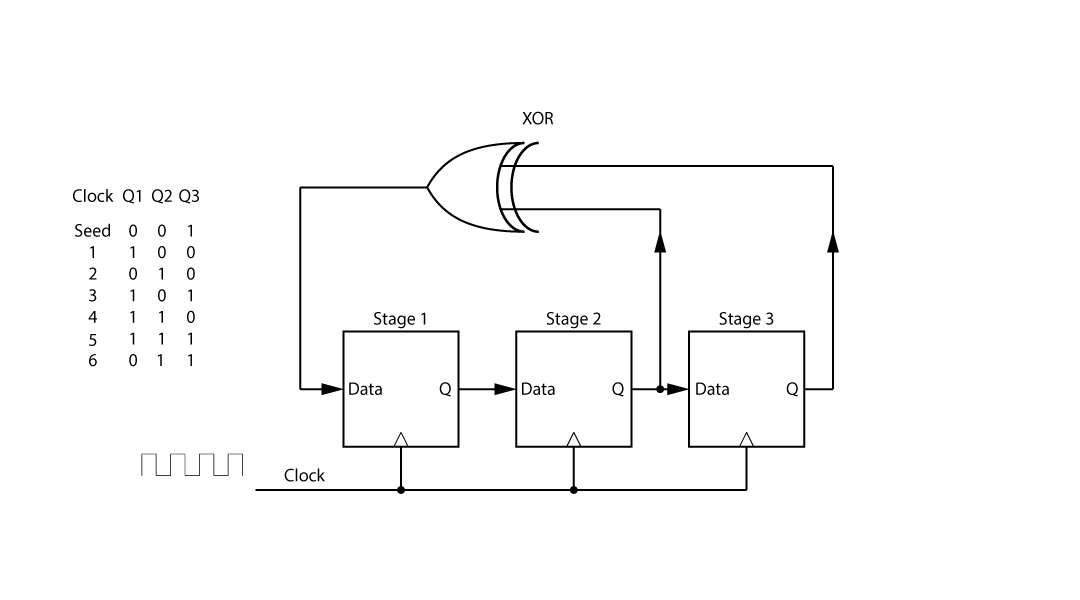 XOR
Clock Q1 Q2 Q3
Seed 0 0 1
1 1 0 0
2 0 1 0
3 1 0 1
4 1 1 0
5 1 1 1
6 0 1 1
Stage 1 Stage 2 Stage 3
Data Q Data Q Data Q
Clock